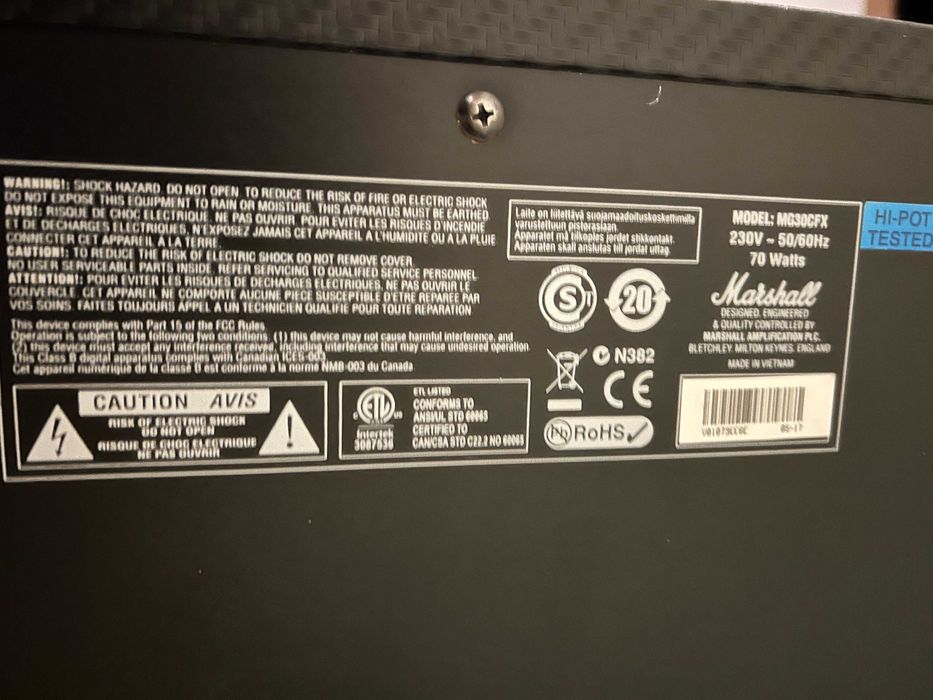 WARNING!: SHOCK HAZARD. DO NOT OPEN. TO REDUCE THE RISK OF FIRE OR ELECTRIC SHOCK
DO NOT EXPOSE THIS EQUIPMENT TO RAIN OR MOISTURE. THIS APPARATUS MUST BE EARTHED.
AVIS!: RISQUE DE CHOC ELECTRIQUE. NE PAS OUVRIR. POUR EVITER LES RISQUES D'INCENDIE
ET DE DECHARGES ELECTRIQUES, N'EXPOSEZ JAMAIS CET APPAREIL A L'HUMIDITE OU A LA PLUIE
CONNECTER CET APPAREIL A LA TERRE.
CAUTION!: TO REDUCE THE RISK OF ELECTRIC SHOCK DO NOT REMOVE COVER.
NO USER SERVICEABLE PARTS INSIDE. REFER SERVICING TO QUALIFIED SERVICE PERSONNEL.
ATTENTION!: POUR EVITER LES RISQUES DE DECHARGES ELECTRIQUES, NE PAS OUVRIR LE
COUVERCLE. CET APPAREIL NE COMPORTE AUCUNE PIECE SUSCEPTIBLE D'ETRE REPAREE PAR
VOS SOINS. FAITES TOUJOURS APPEL A UN TECHNICIEN QUALIFIE POUR TOUTE REPARATION.
This device complies with Part 15 of the FCC Rules.
Operation is subject to the following two conditions, (1) this device may not cause harmful interference, and
(2) this device must accept any interference received, including interference that may cause undesired operation.
This Class B digital apparatus complies with Canadian ICES-003
Cet appareil numérique de la classe B est conforme à la norme NMB-003 du Canada.
CAUTION AVIS
RISK OF ELECTRIC SHOCK
DO NOT OPEN
RISQUE DE CHOC ELECTRIQUE
NE PAS OUVRIR
ETL
US
Intertek
3067636
ETL LISTED
CONFORMS TO
ANSI/UL STD 60065
CERTIFIED TO
CAN/CSA STD C22.2 NO 60065
Laite on liitettävä suojamaadoituskoskettimilla
varustettuun pistorasiaan.
Apparatet må tilkoples jordet stikkontakt.
Apparaten skall anslutas till jordat uttag.
S
20
N382
CE
Pb RoHS
MODEL: MG30CFX
230V ~ 50/60Hz
70 Watts
Marshall
DESIGNED, ENGINEERED
& QUALITY CONTROLLED BY
MARSHALL AMPLIFICATION PLC.
BLETCHLEY, MILTON KEYNES, ENGLAND
MADE IN VIETNAM
05-17
HI-POT
TESTED